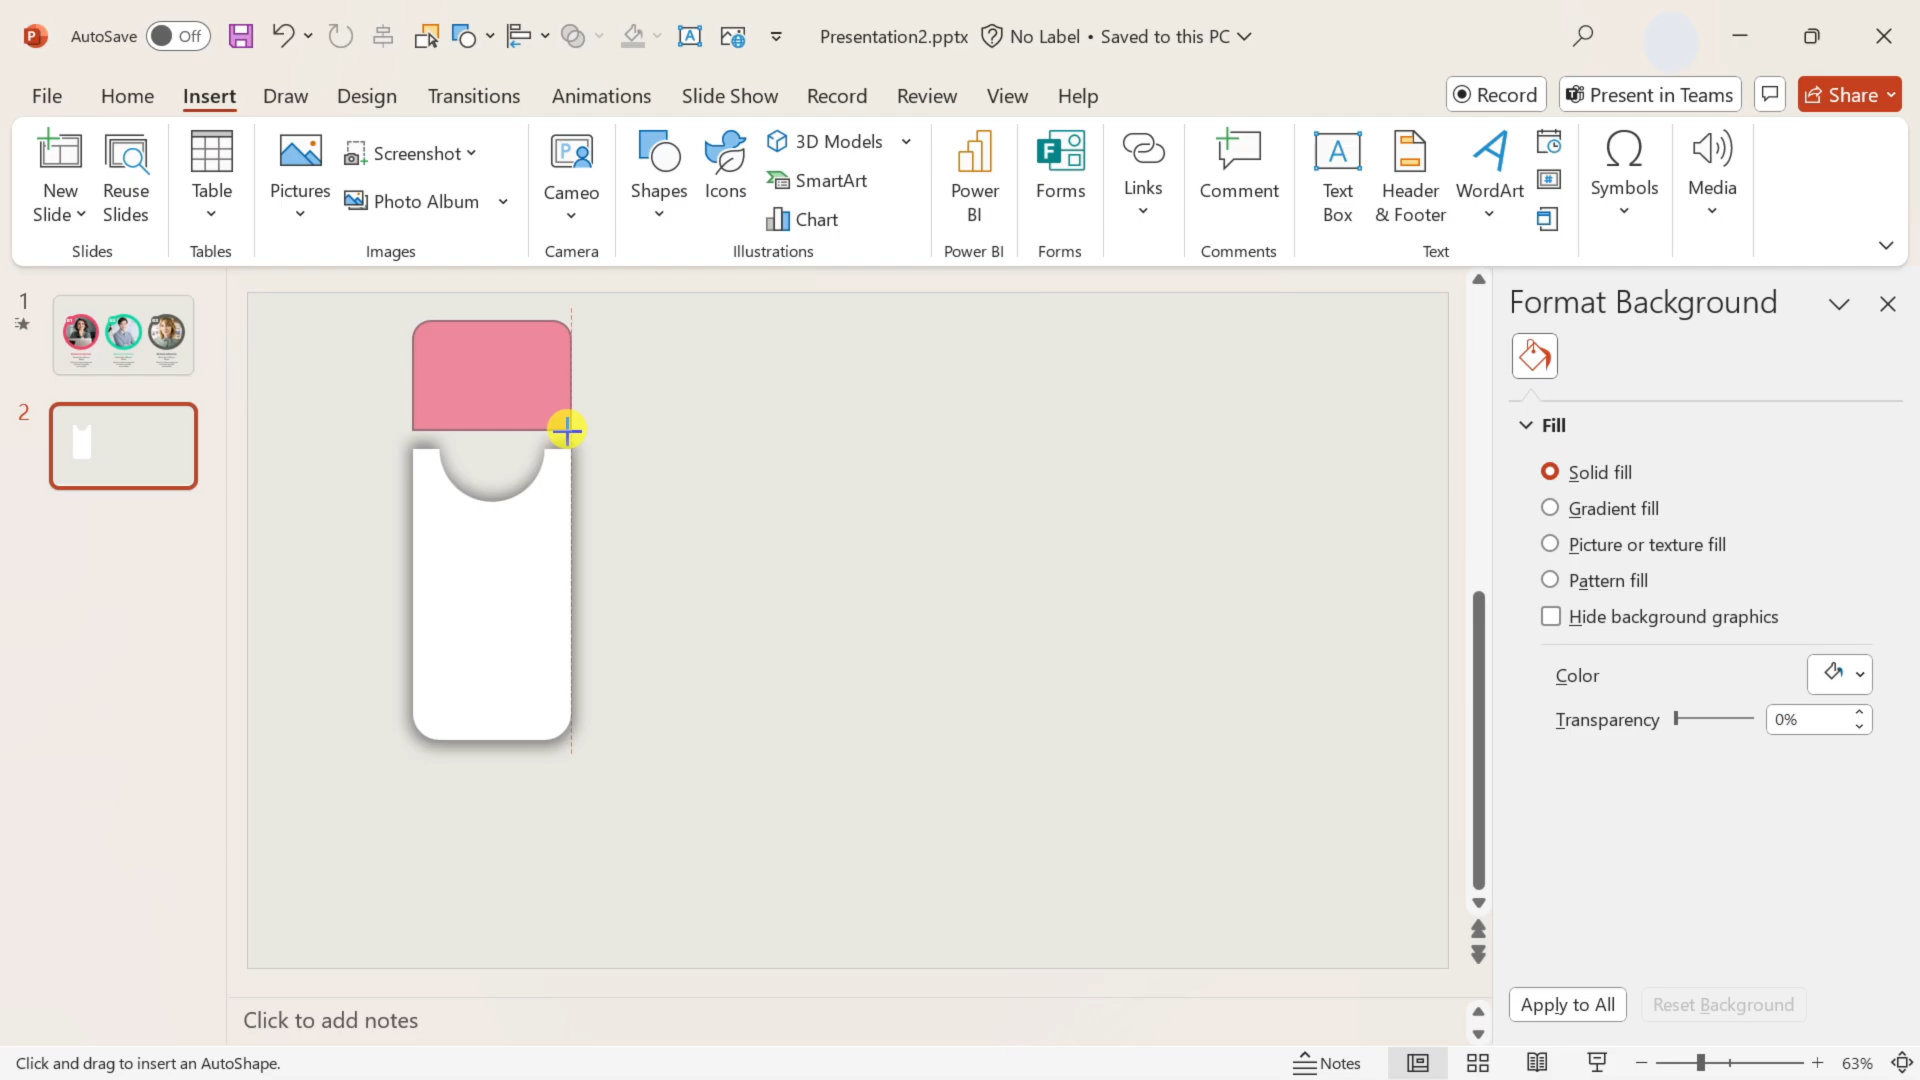 AutoSave Off Presentation2.pptx No Label • Saved to this PC
File Home Insert Draw Design Transitions Animations Slide Show Record Review View Help Record Present in Teams Share
New Slide
Reuse Slides
Table
Pictures
Screenshot
Photo Album
Cameo
Shapes
Icons
3D Models
SmartArt
Chart
Power BI
Forms
Links
Comment
Text Box
Header & Footer
WordArt
Symbols
Media
Slides Tables Images Camera Illustrations Power BI Forms Comments Text
1
2
Format Background
Fill
Solid fill
Gradient fill
Picture or texture fill
Pattern fill
Hide background graphics
Color
Transparency 0%
Apply to All Reset Background
Click to add notes
Click and drag to insert an AutoShape. Notes 63%